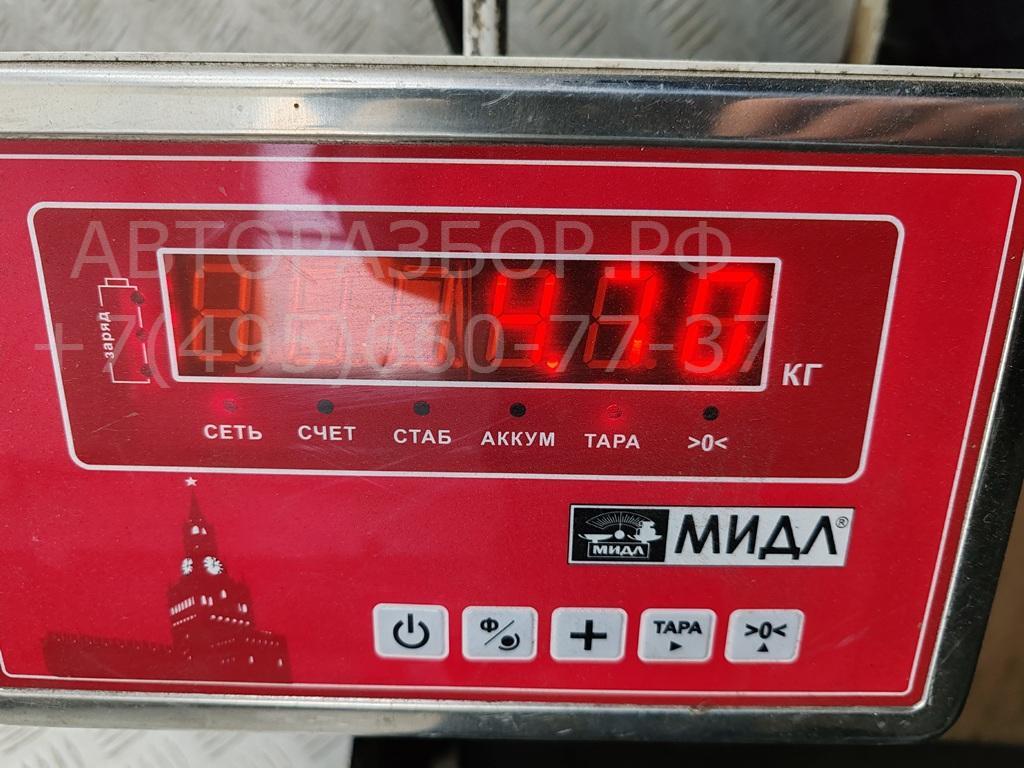 АВТОРАЗБОР.РФ
+7(495)050-77-37
заряд
4.70
КГ
СЕТЬ СЧЕТ СТАБ АККУМ ТАРА >0<
МИДЛ МИДЛ®
Ф ТАРА >0<